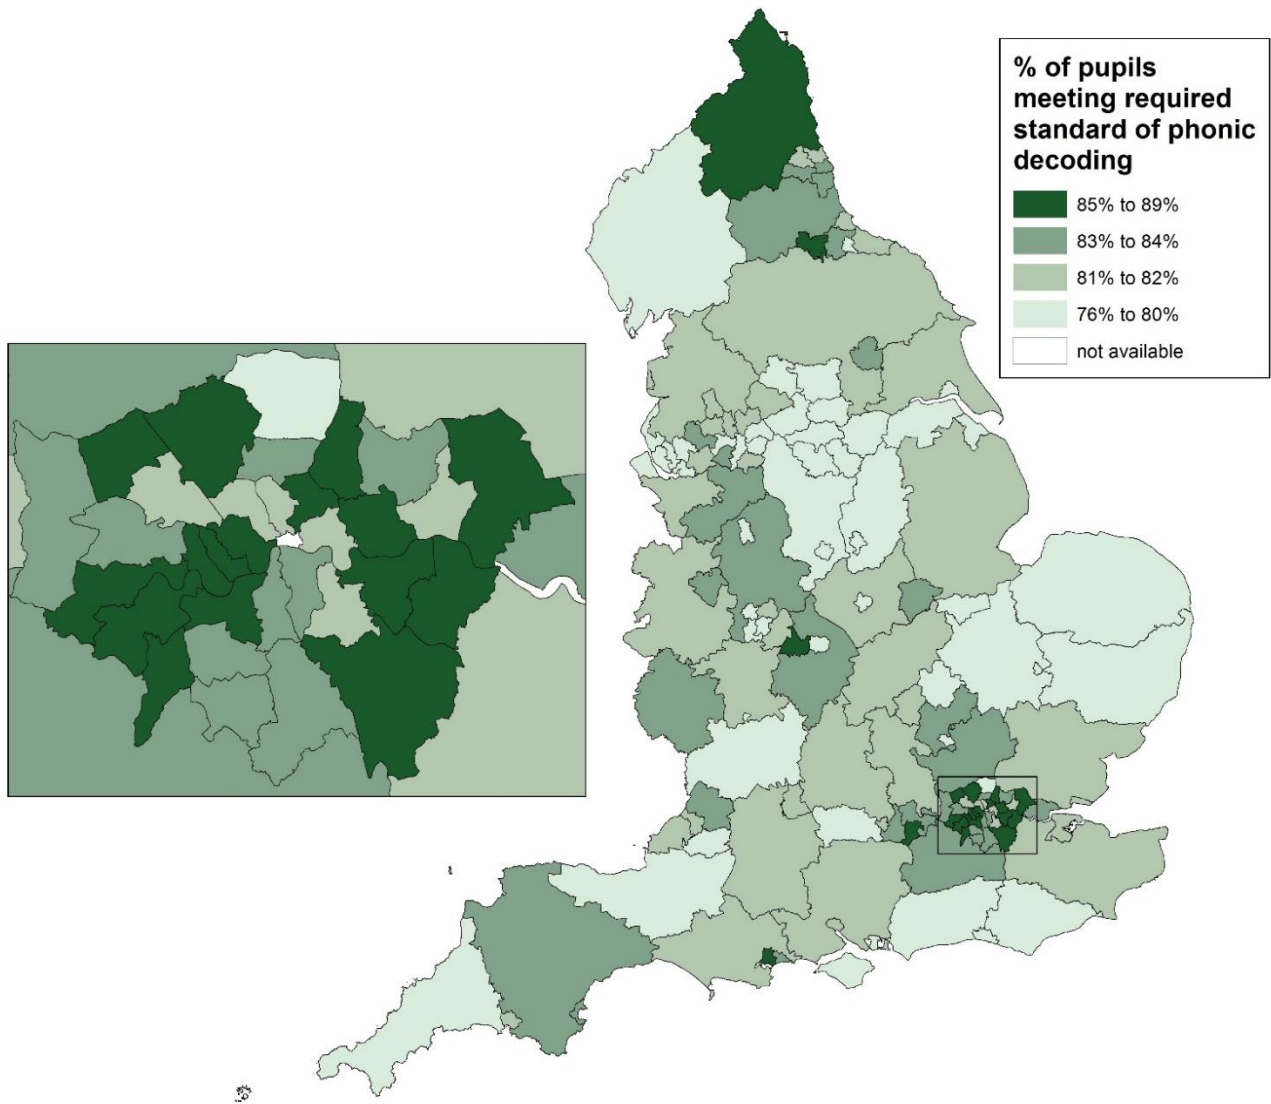 % of pupils
meeting required
standard of phonic
decoding
85% to 89%
83% to 84%
81% to 82%
76% to 80%
not available